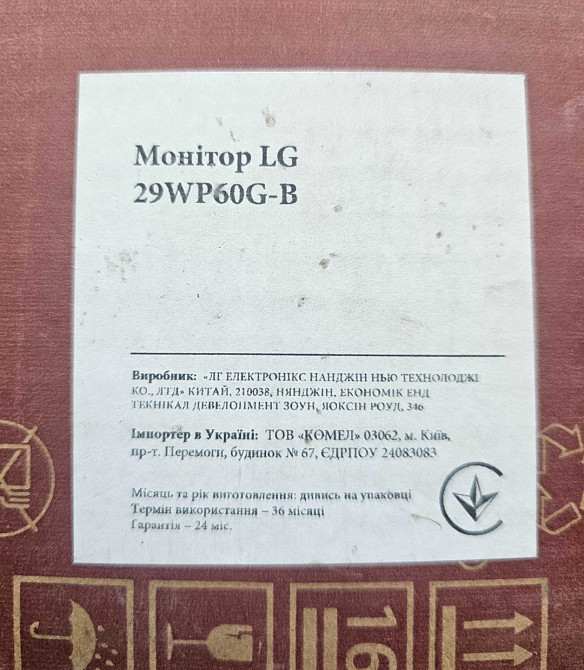 Монітор LG
29WP60G-B
Виробник: «ЛГ ЕЛЕКТРОНІКС НАНДЖІН НЬЮ ТЕХНОЛОДЖІ
КО., ЛТД» КИТАЙ, 210038, НЯНДЖІН, ЕКОНОМІК ЕНД
ТЕКНІКАЛ ДЕВЕЛОПМЕНТ ЗОУН, ЯОКСІН РОУД, 346
Імпортер в Україні: ТОВ «КОМЕЛ» 03062, м. Київ,
пр-т. Перемоги, будинок № 67, ЄДРПОУ 24083083
Місяць та рік виготовлення: дивись на упаковці
Термін використання – 36 місяці
Гарантія – 24 міс.
16